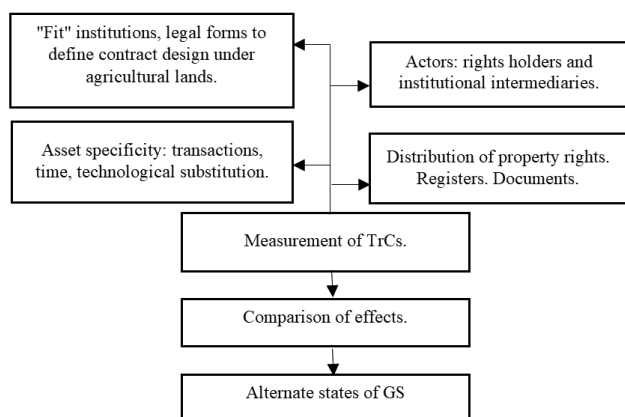 "Fit" institutions, legal forms to
define contract design under
agricultural lands.
Actors: rights holders and
institutional intermediaries.
Asset specificity: transactions,
time, technological substitution.
Distribution of property rights.
Registers. Documents.
Measurement of TrCs.
Comparison of effects.
Alternate states of GS